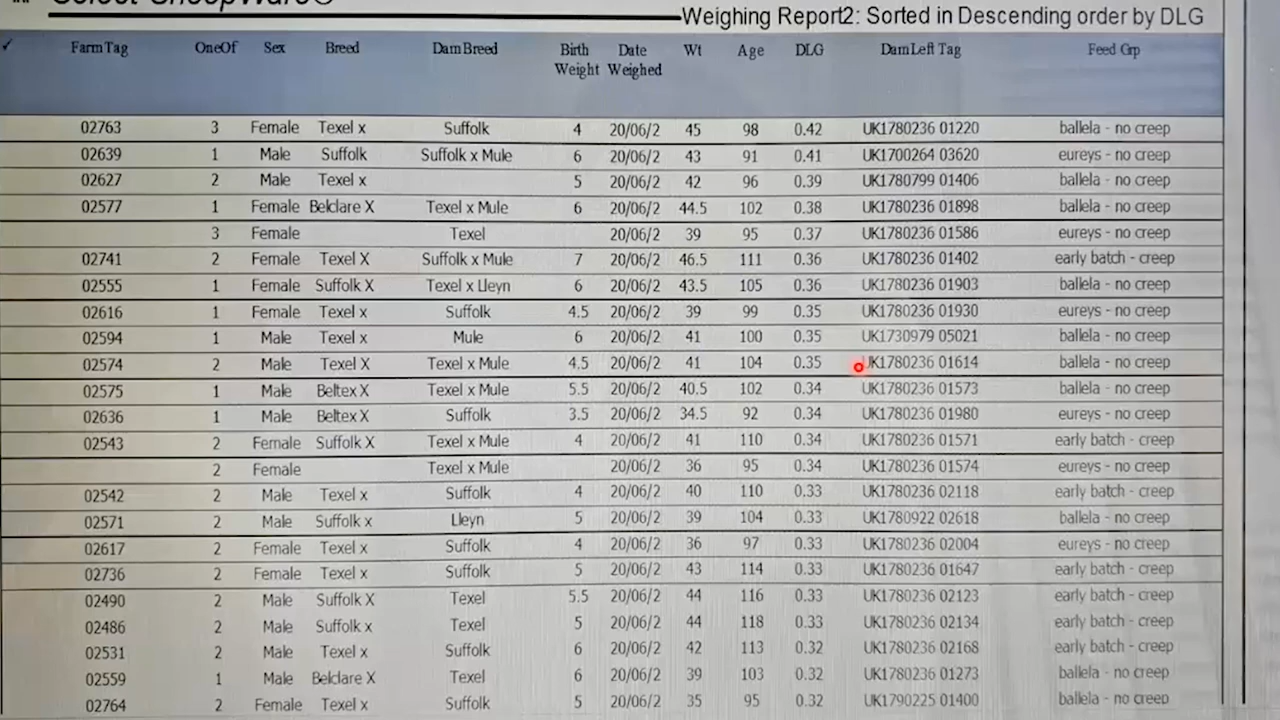 Select SheepWare®
Weighing Report2: Sorted in Descending order by DLG
✓ Farm Tag OneOf Sex Breed Dam Breed Birth Weight Date Weighed Wt Age DLG Dam Left Tag Feed Grp
02763 3 Female Texel x Suffolk 4 20/06/2 45 98 0.42 UK1780236 01220 ballela - no creep
02639 1 Male Suffolk Suffolk x Mule 6 20/06/2 43 91 0.41 UK1700264 03620 eureys - no creep
02627 2 Male Texel x 5 20/06/2 42 96 0.39 UK1780799 01406 ballela - no creep
02577 1 Female Belclare X Texel x Mule 6 20/06/2 44.5 102 0.38 UK1780236 01898 ballela - no creep
3 Female Texel 20/06/2 39 95 0.37 UK1780236 01586 eureys - no creep
02741 2 Female Texel X Suffolk x Mule 7 20/06/2 46.5 111 0.36 UK1780236 01402 early batch - creep
02555 1 Female Suffolk X Texel x Lleyn 6 20/06/2 43.5 105 0.36 UK1780236 01903 ballela - no creep
02616 1 Female Texel x Suffolk 4.5 20/06/2 39 99 0.35 UK1780236 01930 eureys - no creep
02594 1 Male Texel x Mule 6 20/06/2 41 100 0.35 UK1730979 05021 ballela - no creep
02574 2 Male Texel X Texel x Mule 4.5 20/06/2 41 104 0.35 UK1780236 01614 ballela - no creep
02575 1 Male Beltex X Texel x Mule 5.5 20/06/2 40.5 102 0.34 UK1780236 01573 ballela - no creep
02636 1 Male Beltex X Suffolk 3.5 20/06/2 34.5 92 0.34 UK1780236 01980 eureys - no creep
02543 2 Female Suffolk X Texel x Mule 4 20/06/2 41 110 0.34 UK1780236 01571 early batch - creep
2 Female Texel x Mule 20/06/2 36 95 0.34 UK1780236 01574 eureys - no creep
02542 2 Male Texel x Suffolk 4 20/06/2 40 110 0.33 UK1780236 02118 early batch - creep
02571 2 Male Suffolk x Lleyn 5 20/06/2 39 104 0.33 UK1780922 02618 ballela - no creep
02617 2 Female Texel x Suffolk 4 20/06/2 36 97 0.33 UK1780236 02004 eureys - no creep
02736 2 Female Texel x Suffolk 5 20/06/2 43 114 0.33 UK1780236 01647 early batch - creep
02490 2 Male Suffolk X Texel 5.5 20/06/2 44 116 0.33 UK1780236 02123 early batch - creep
02486 2 Male Suffolk x Texel 5 20/06/2 44 118 0.33 UK1780236 02134 early batch - creep
02531 2 Male Texel x Suffolk 6 20/06/2 42 113 0.32 UK1780236 02168 early batch - creep
02559 1 Male Belclare X Texel 6 20/06/2 39 103 0.32 UK1780236 01273 ballela - no creep
02764 2 Female Texel x Suffolk 5 20/06/2 35 95 0.32 UK1790225 01400 ballela - no creep